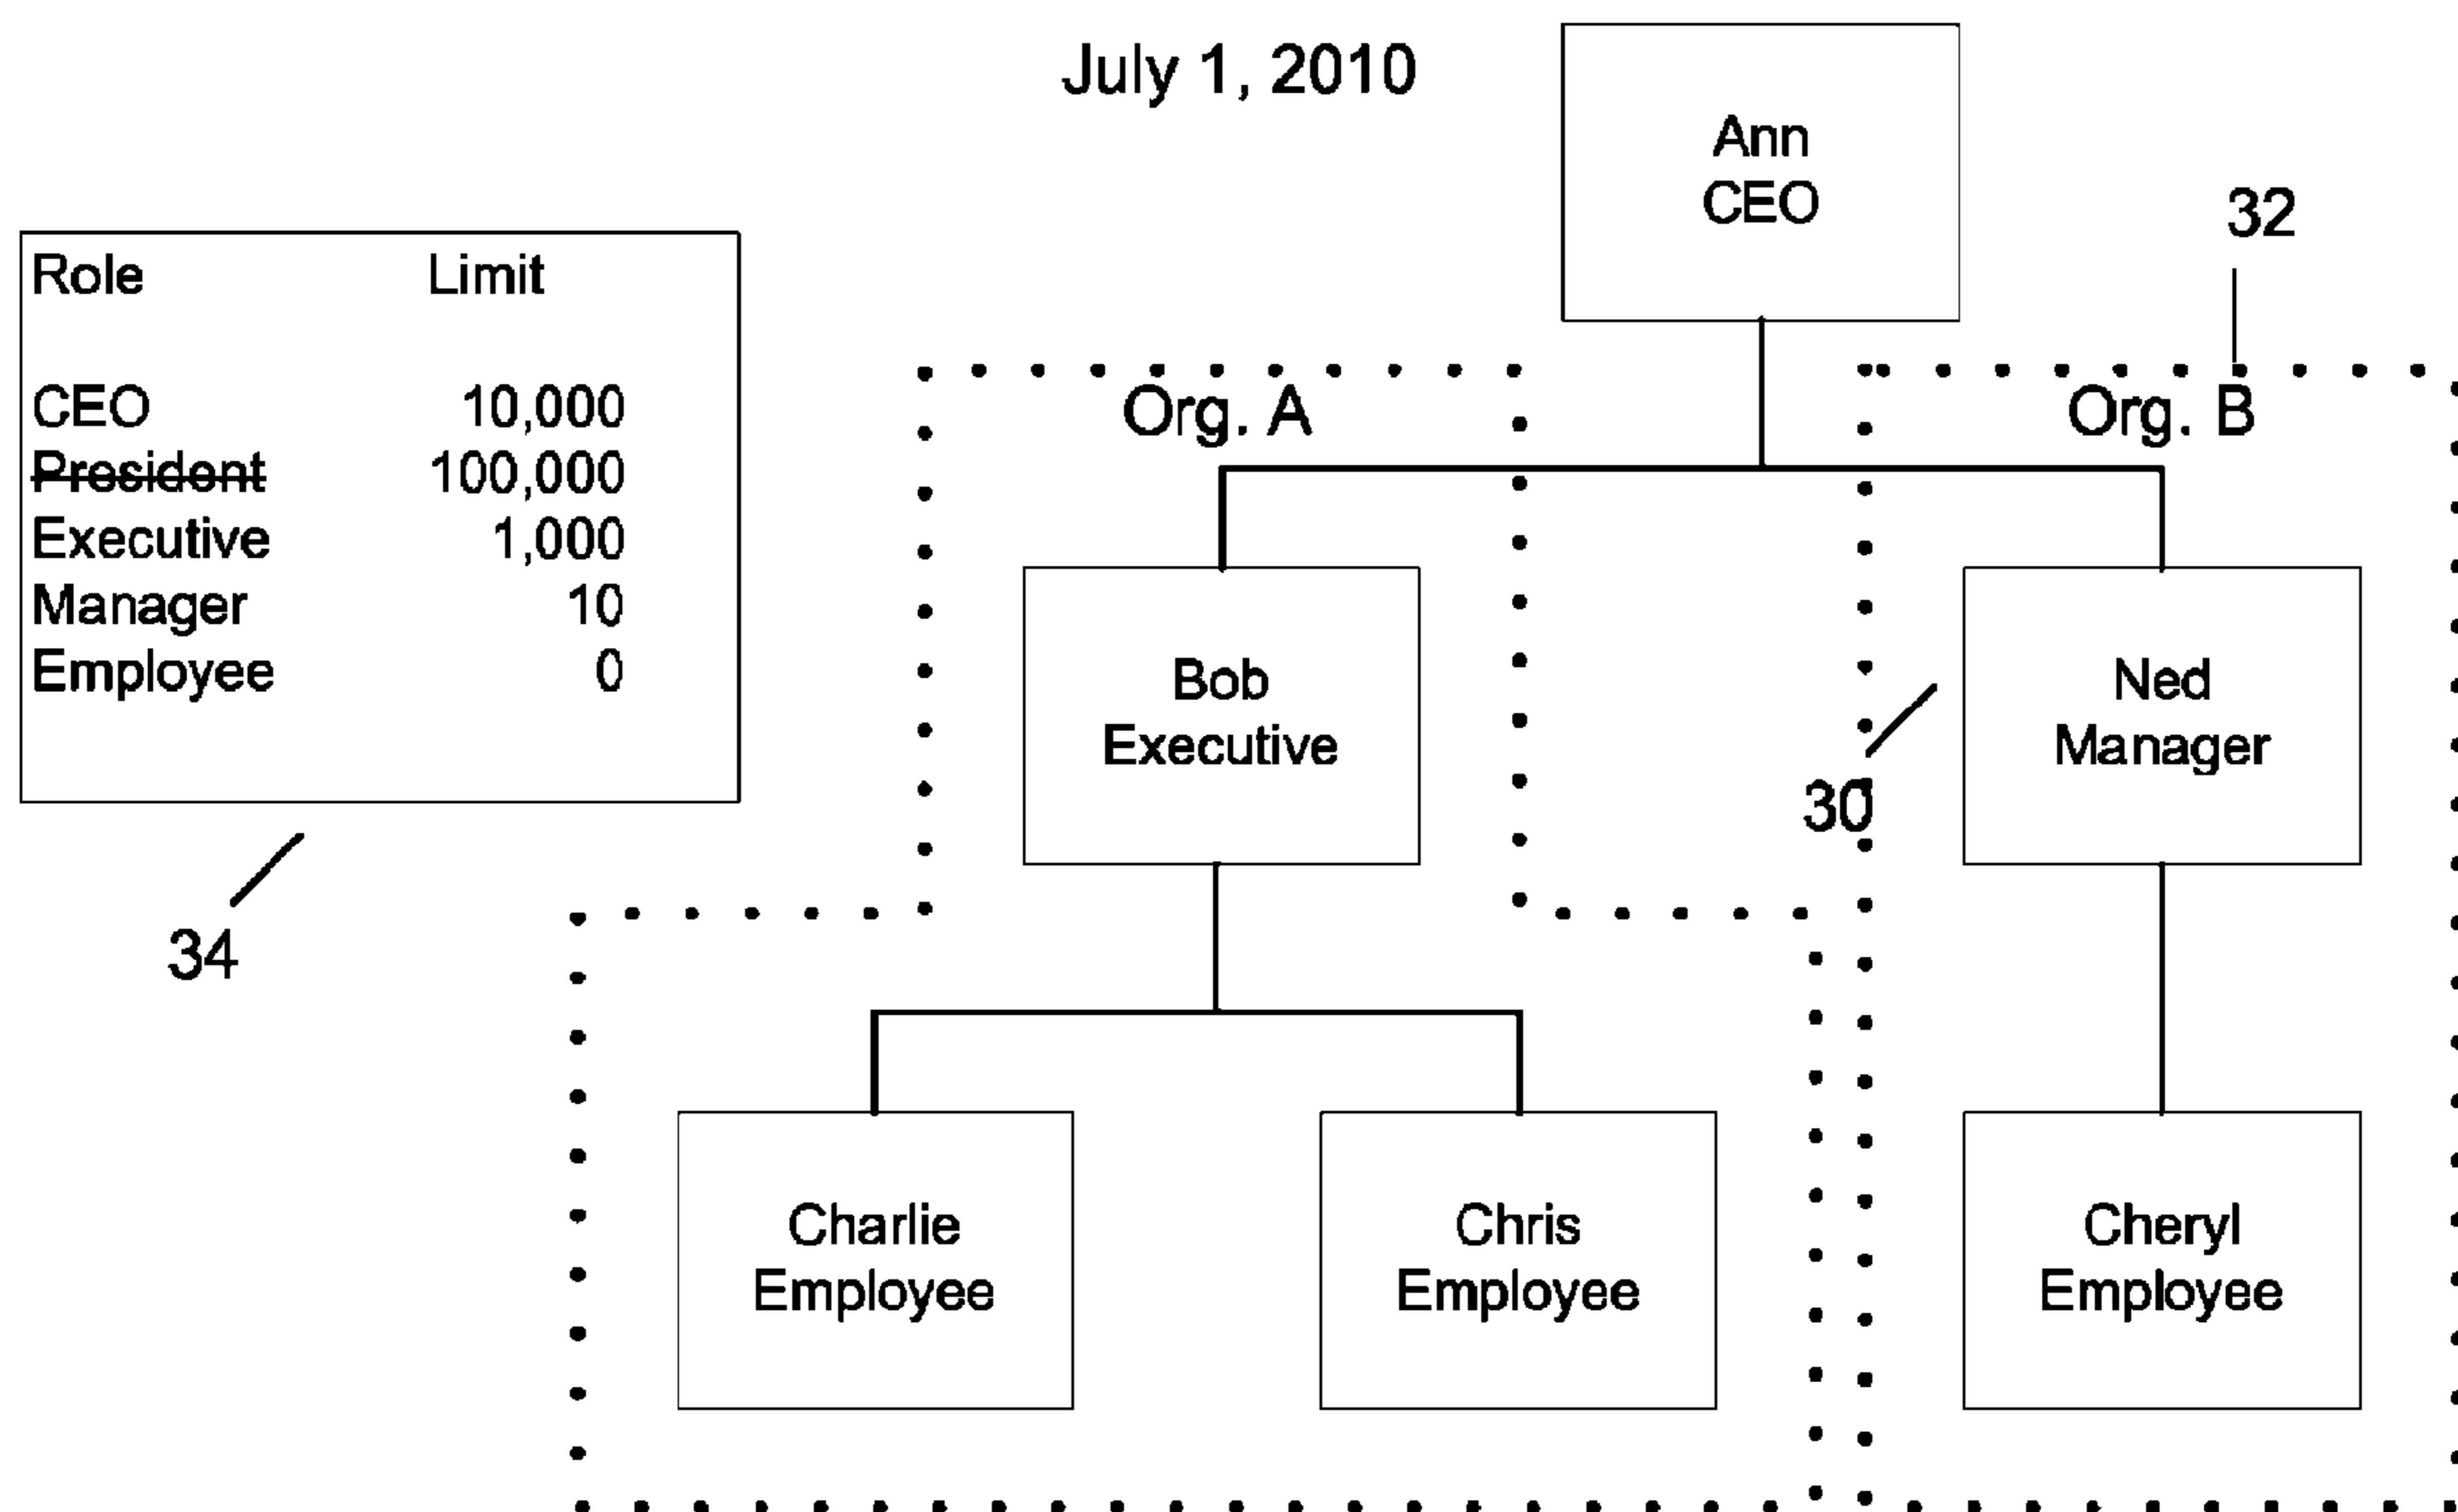 July 1, 2010
Ann
CEO
32
Role Limit
CEO 10,000
President 100,000
Executive 1,000
Manager 10
Employee 0
34
Org. A
Org. B
Bob
Executive
30
Ned
Manager
Charlie
Employee
Chris
Employee
Cheryl
Employee